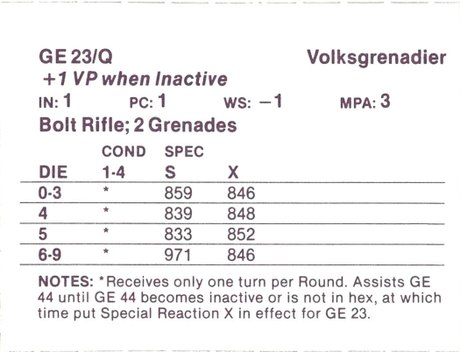 GE 23/Q Volksgrenadier
+1 VP when Inactive
IN: 1 PC: 1 WS: −1 MPA: 3
Bolt Rifle; 2 Grenades
COND SPEC
DIE 1-4 S X
0-3 * 859 846
4 * 839 848
5 * 833 852
6-9 * 971 846
NOTES: *Receives only one turn per Round. Assists GE
44 until GE 44 becomes inactive or is not in hex, at which
time put Special Reaction X in effect for GE 23.